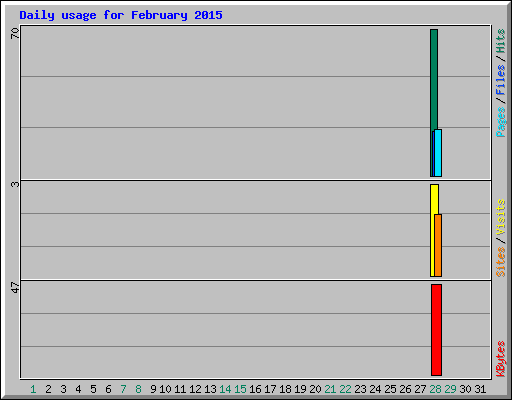 Daily usage for February 2015
70
3
47
Pages / Files / Hits
Sites / Visits
KBytes
1 2 3 4 5 6 7 8 9 10 11 12 13 14 15 16 17 18 19 20 21 22 23 24 25 26 27 28 29 30 31